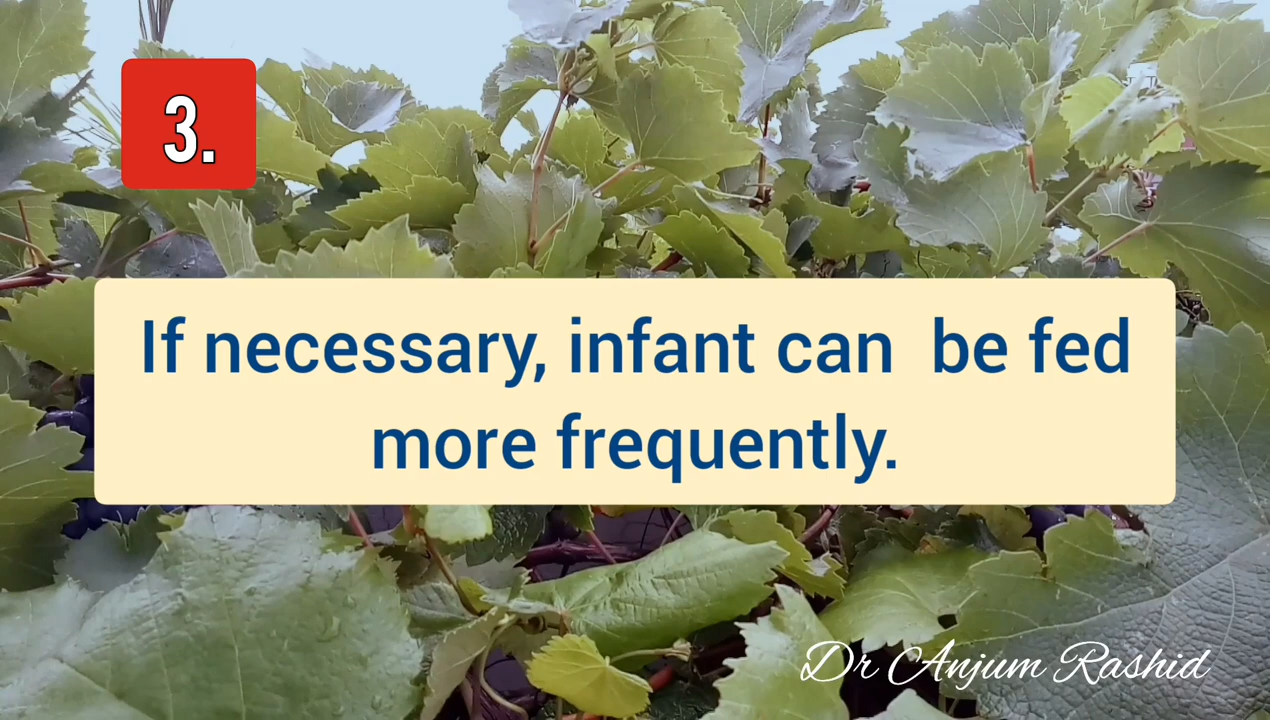 3.
If necessary, infant can be fed
more frequently.
Dr Anjum Rashid